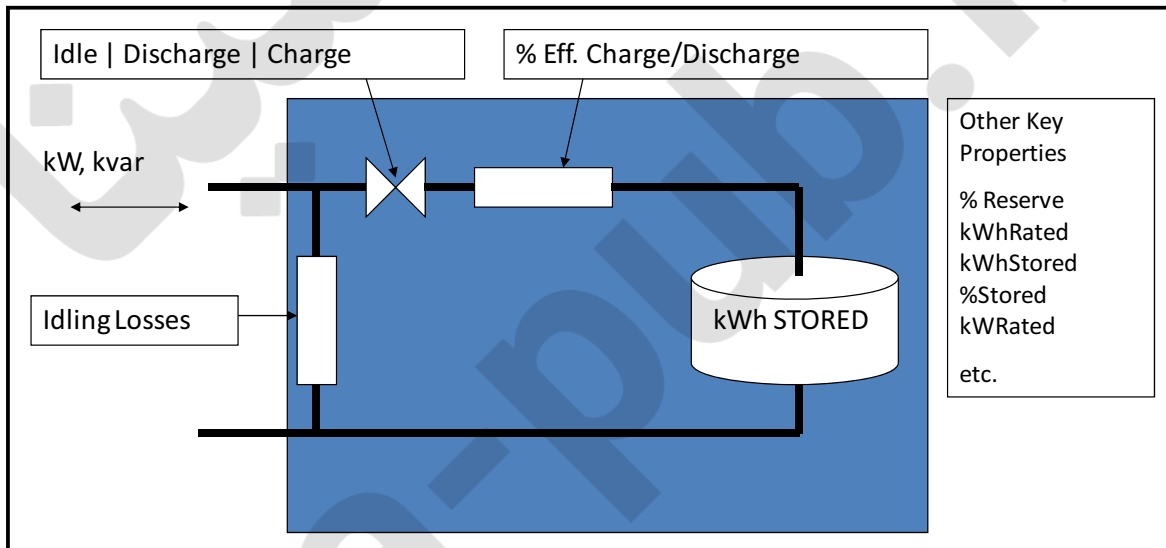 Idle | Discharge | Charge
% Eff. Charge/Discharge
kW, kvar
Idling Losses
kWh STORED
Other Key
Properties
% Reserve
kWhRated
kWhStored
%Stored
kWRated
etc.